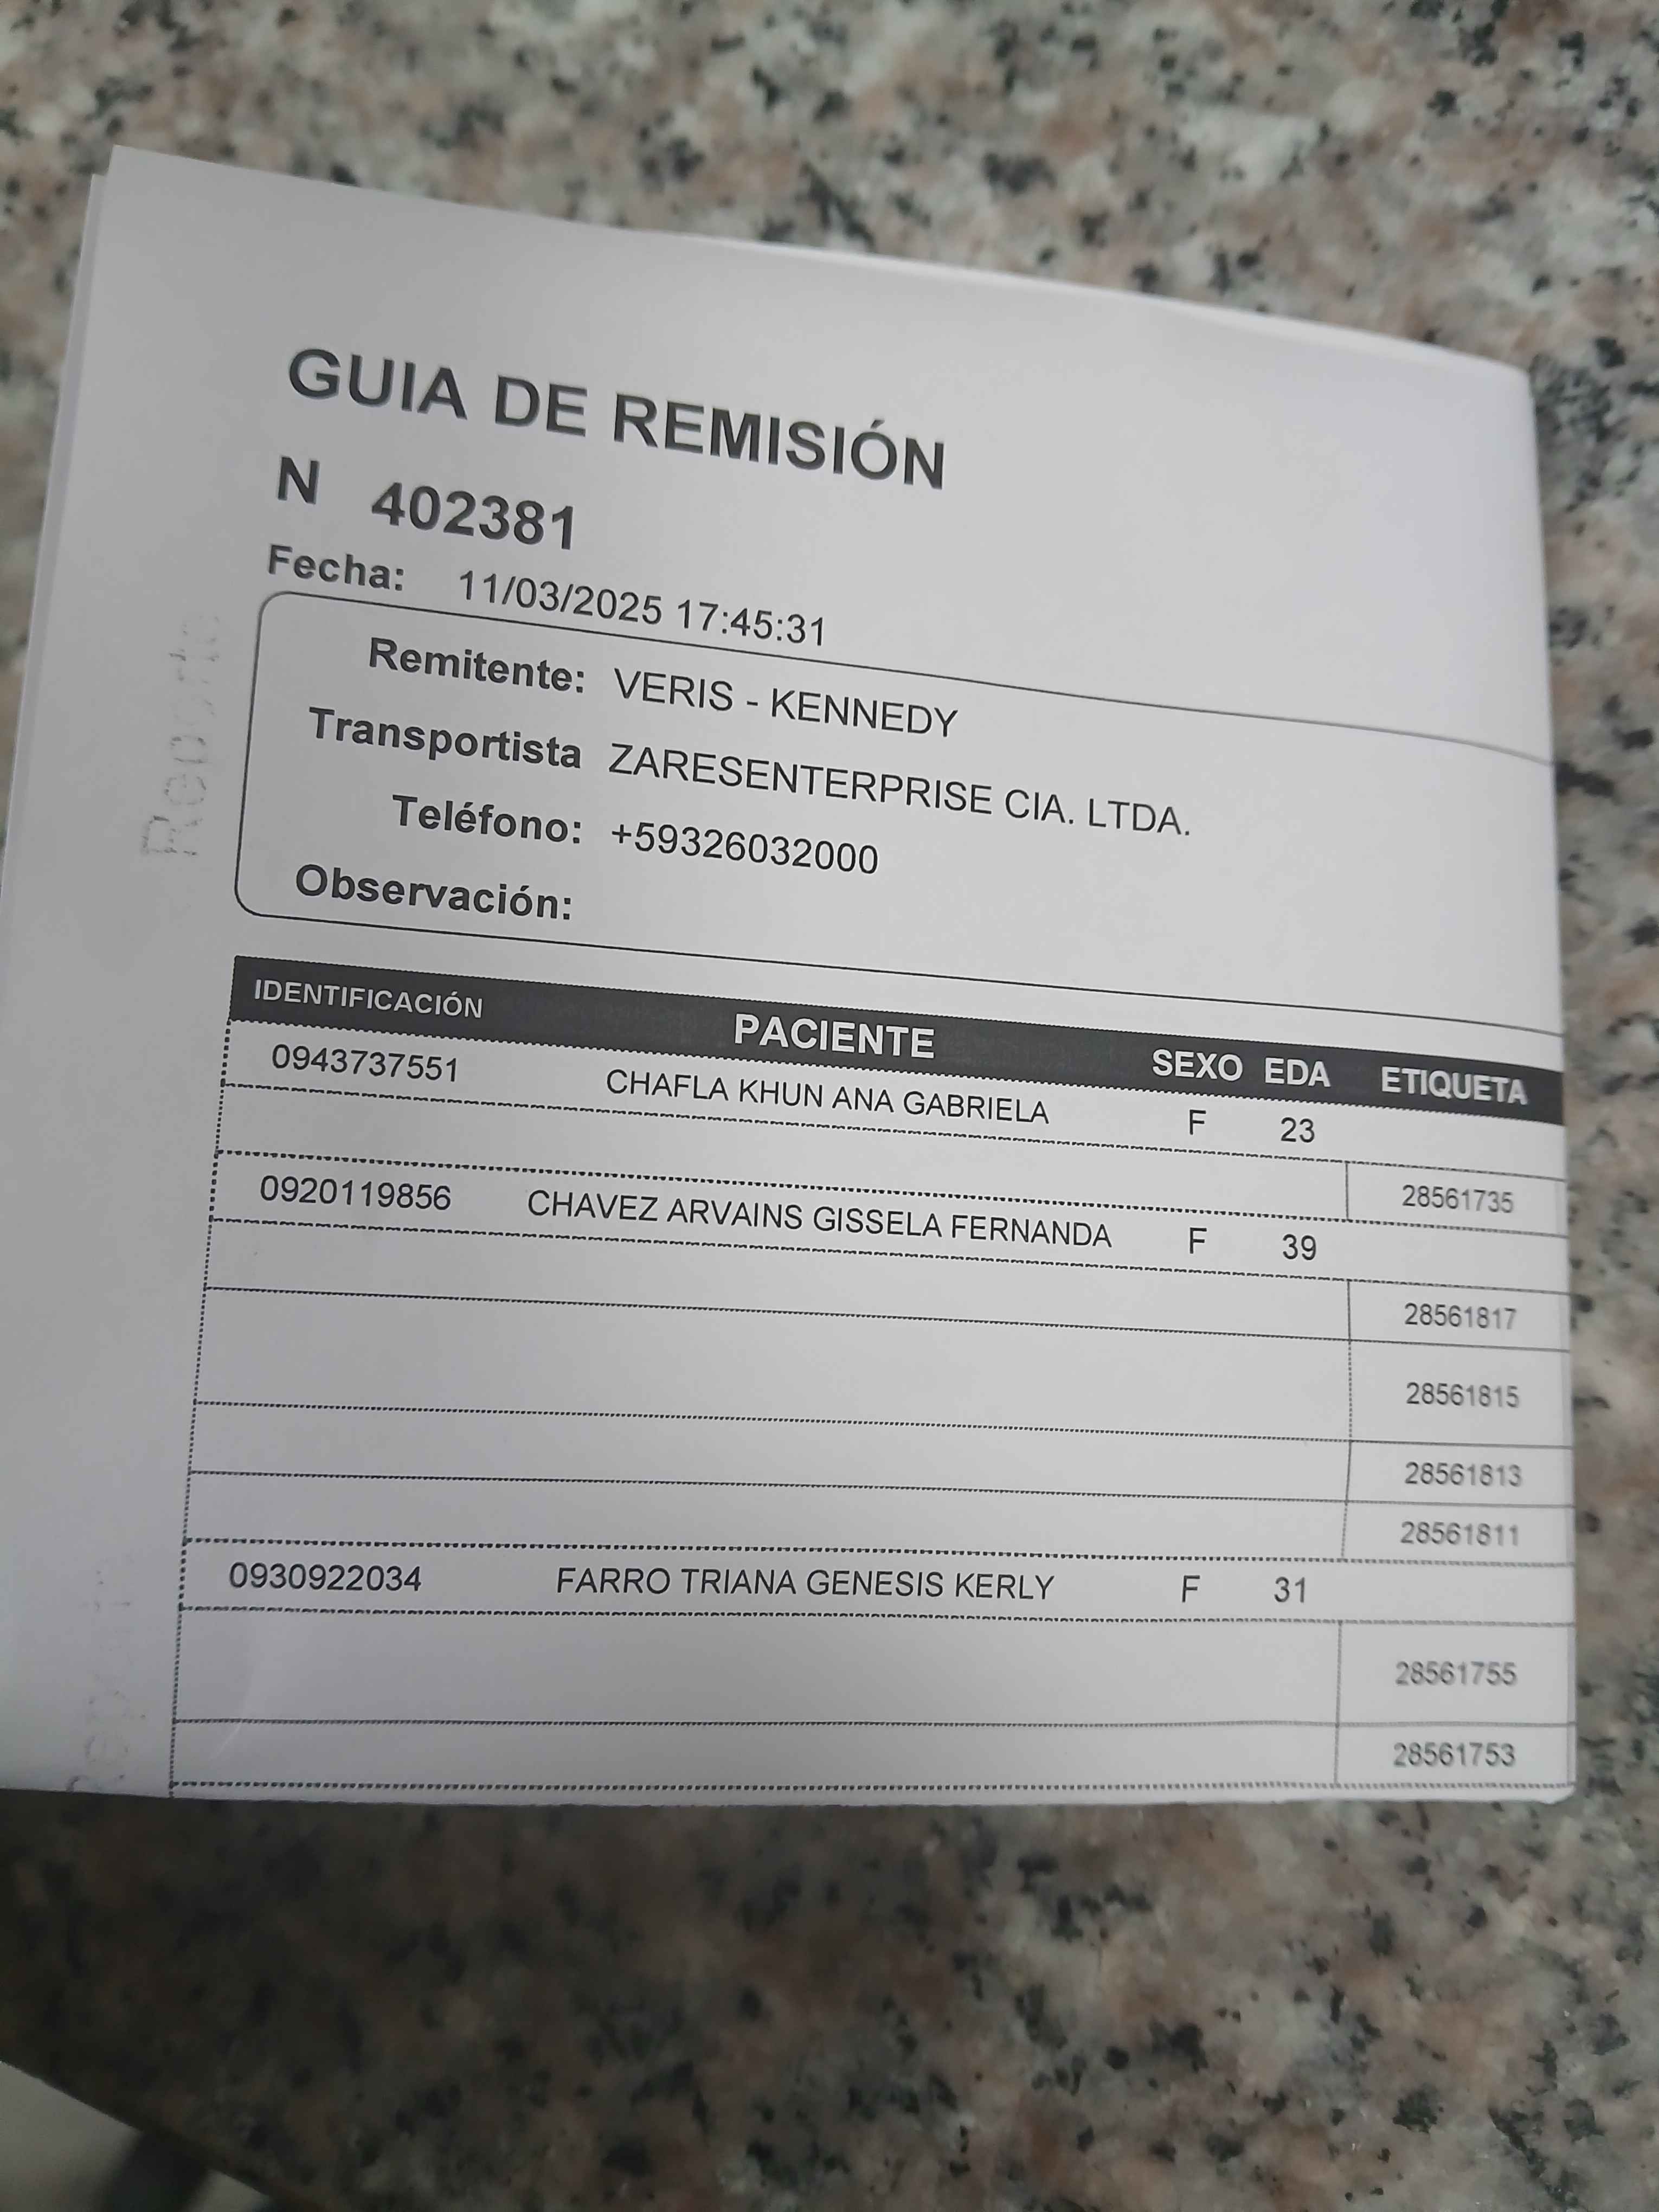 GUIA DE REMISIÓN
N 402381
Fecha: 11/03/2025 17:45:31
Remitente: VERIS - KENNEDY
Transportista ZARESENTERPRISE CIA. LTDA.
Teléfono: +59326032000
Observación:
IDENTIFICACIÓN PACIENTE SEXO EDA ETIQUETA
0943737551 CHAFLA KHUN ANA GABRIELA F 23
28561735
0920119856 CHAVEZ ARVAINS GISSELA FERNANDA F 39
28561817
28561815
28561813
28561811
0930922034 FARRO TRIANA GENESIS KERLY F 31
28561755
28561753